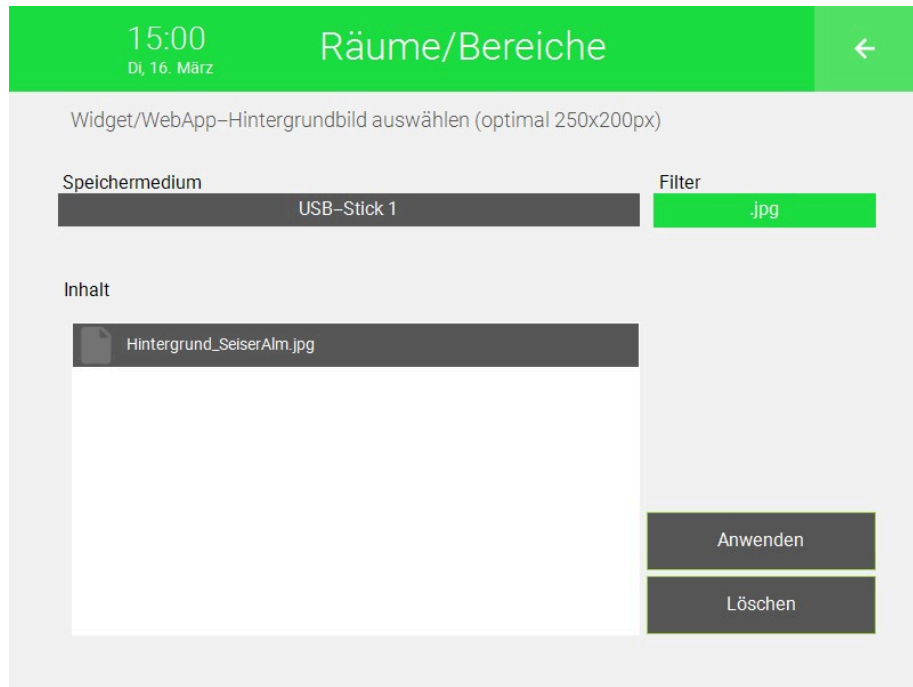 15:00
Räume/Bereiche
Di, 16. März
Widget/WebApp–Hintergrundbild auswählen (optimal 250x200px)
Speichermedium
Filter
USB–Stick 1
.jpg
Inhalt
Hintergrund_SeiserAlm.jpg
Anwenden
Löschen